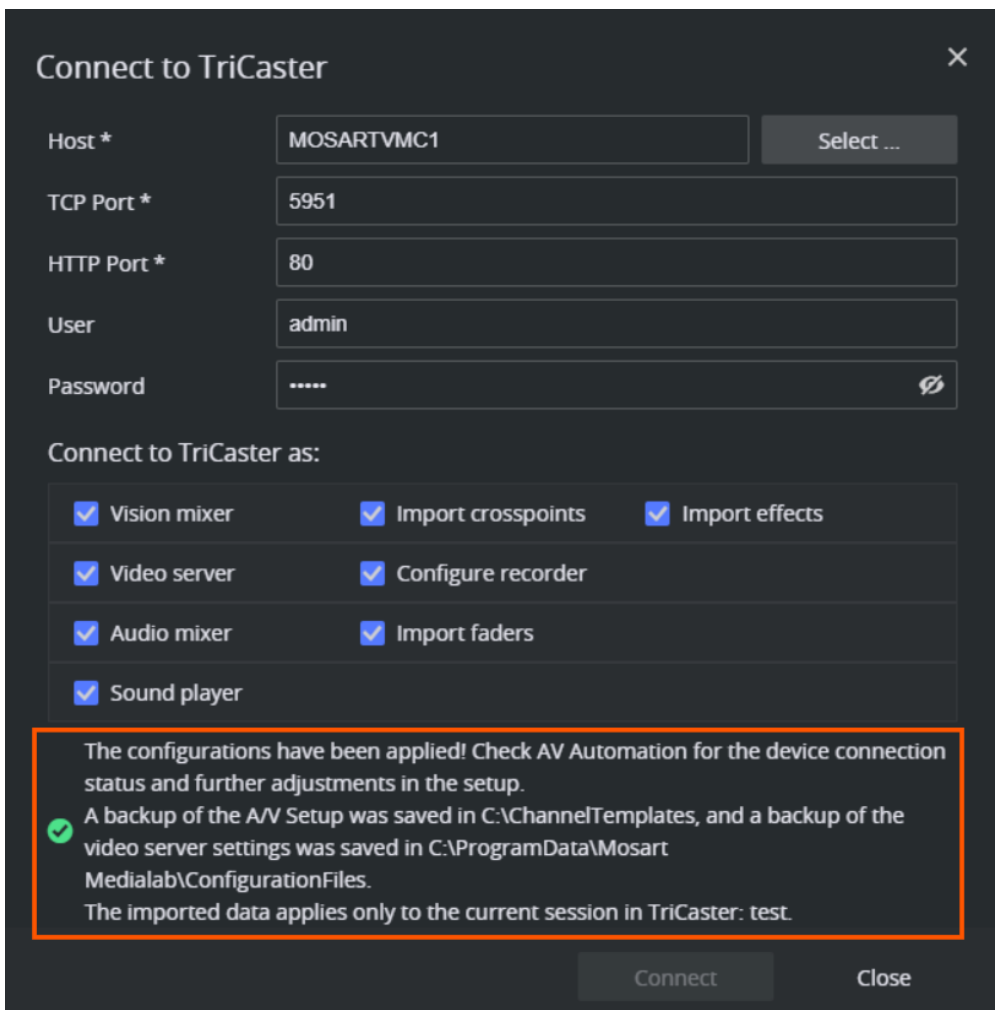 Connect to TriCaster
Host *
MOSARTVMC1
Select ...
TCP Port *
5951
HTTP Port *
80
User
admin
Password
•••••
Connect to TriCaster as:
Vision mixer
Import crosspoints
Import effects
Video server
Configure recorder
Audio mixer
Import faders
Sound player
The configurations have been applied! Check AV Automation for the device connection
status and further adjustments in the setup.
A backup of the A/V Setup was saved in C:\ChannelTemplates, and a backup of the
video server settings was saved in C:\ProgramData\Mosart
Medialab\ConfigurationFiles.
The imported data applies only to the current session in TriCaster: test.
Connect
Close